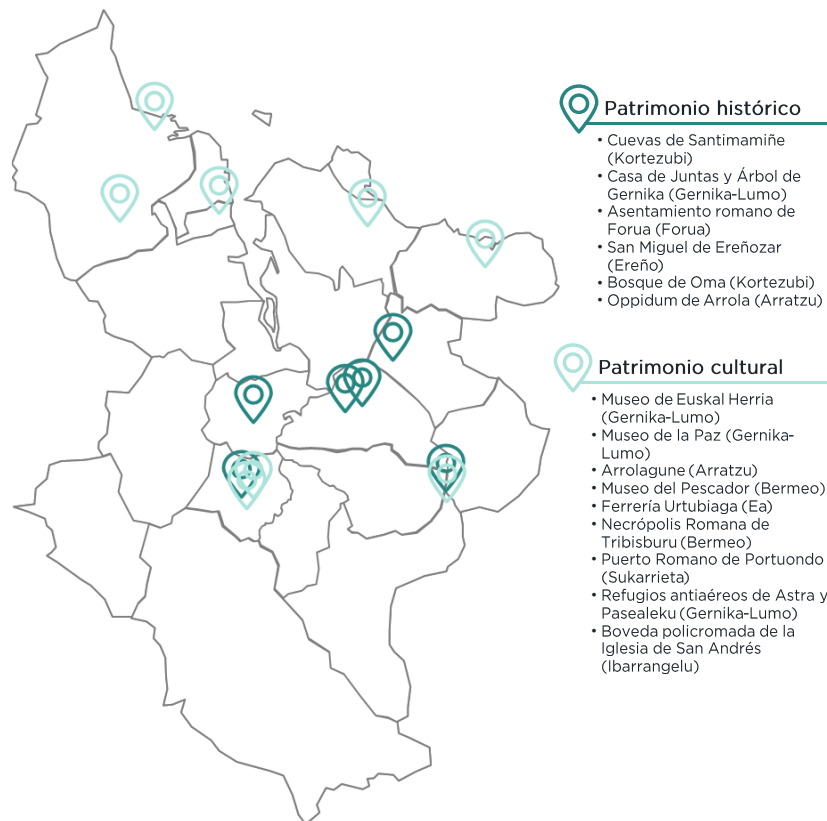 Patrimonio histórico
• Cuevas de Santimamiñe
(Kortezubi)
• Casa de Juntas y Árbol de
Gernika (Gernika-Lumo)
• Asentamiento romano de
Forua (Forua)
• San Miguel de Ereñozar
(Ereño)
• Bosque de Oma (Kortezubi)
• Oppidum de Arrola (Arratzu)
Patrimonio cultural
• Museo de Euskal Herria
(Gernika-Lumo)
• Museo de la Paz (Gernika-
Lumo)
• Arrolagune (Arratzu)
• Museo del Pescador (Bermeo)
• Ferrería Urtubiaga (Ea)
• Necrópolis Romana de
Tribisburu (Bermeo)
• Puerto Romano de Portuondo
(Sukarrieta)
• Refugios antiaéreos de Astra y
Pasealeku (Gernika-Lumo)
• Boveda policromada de la
Iglesia de San Andrés
(Ibarrangelu)